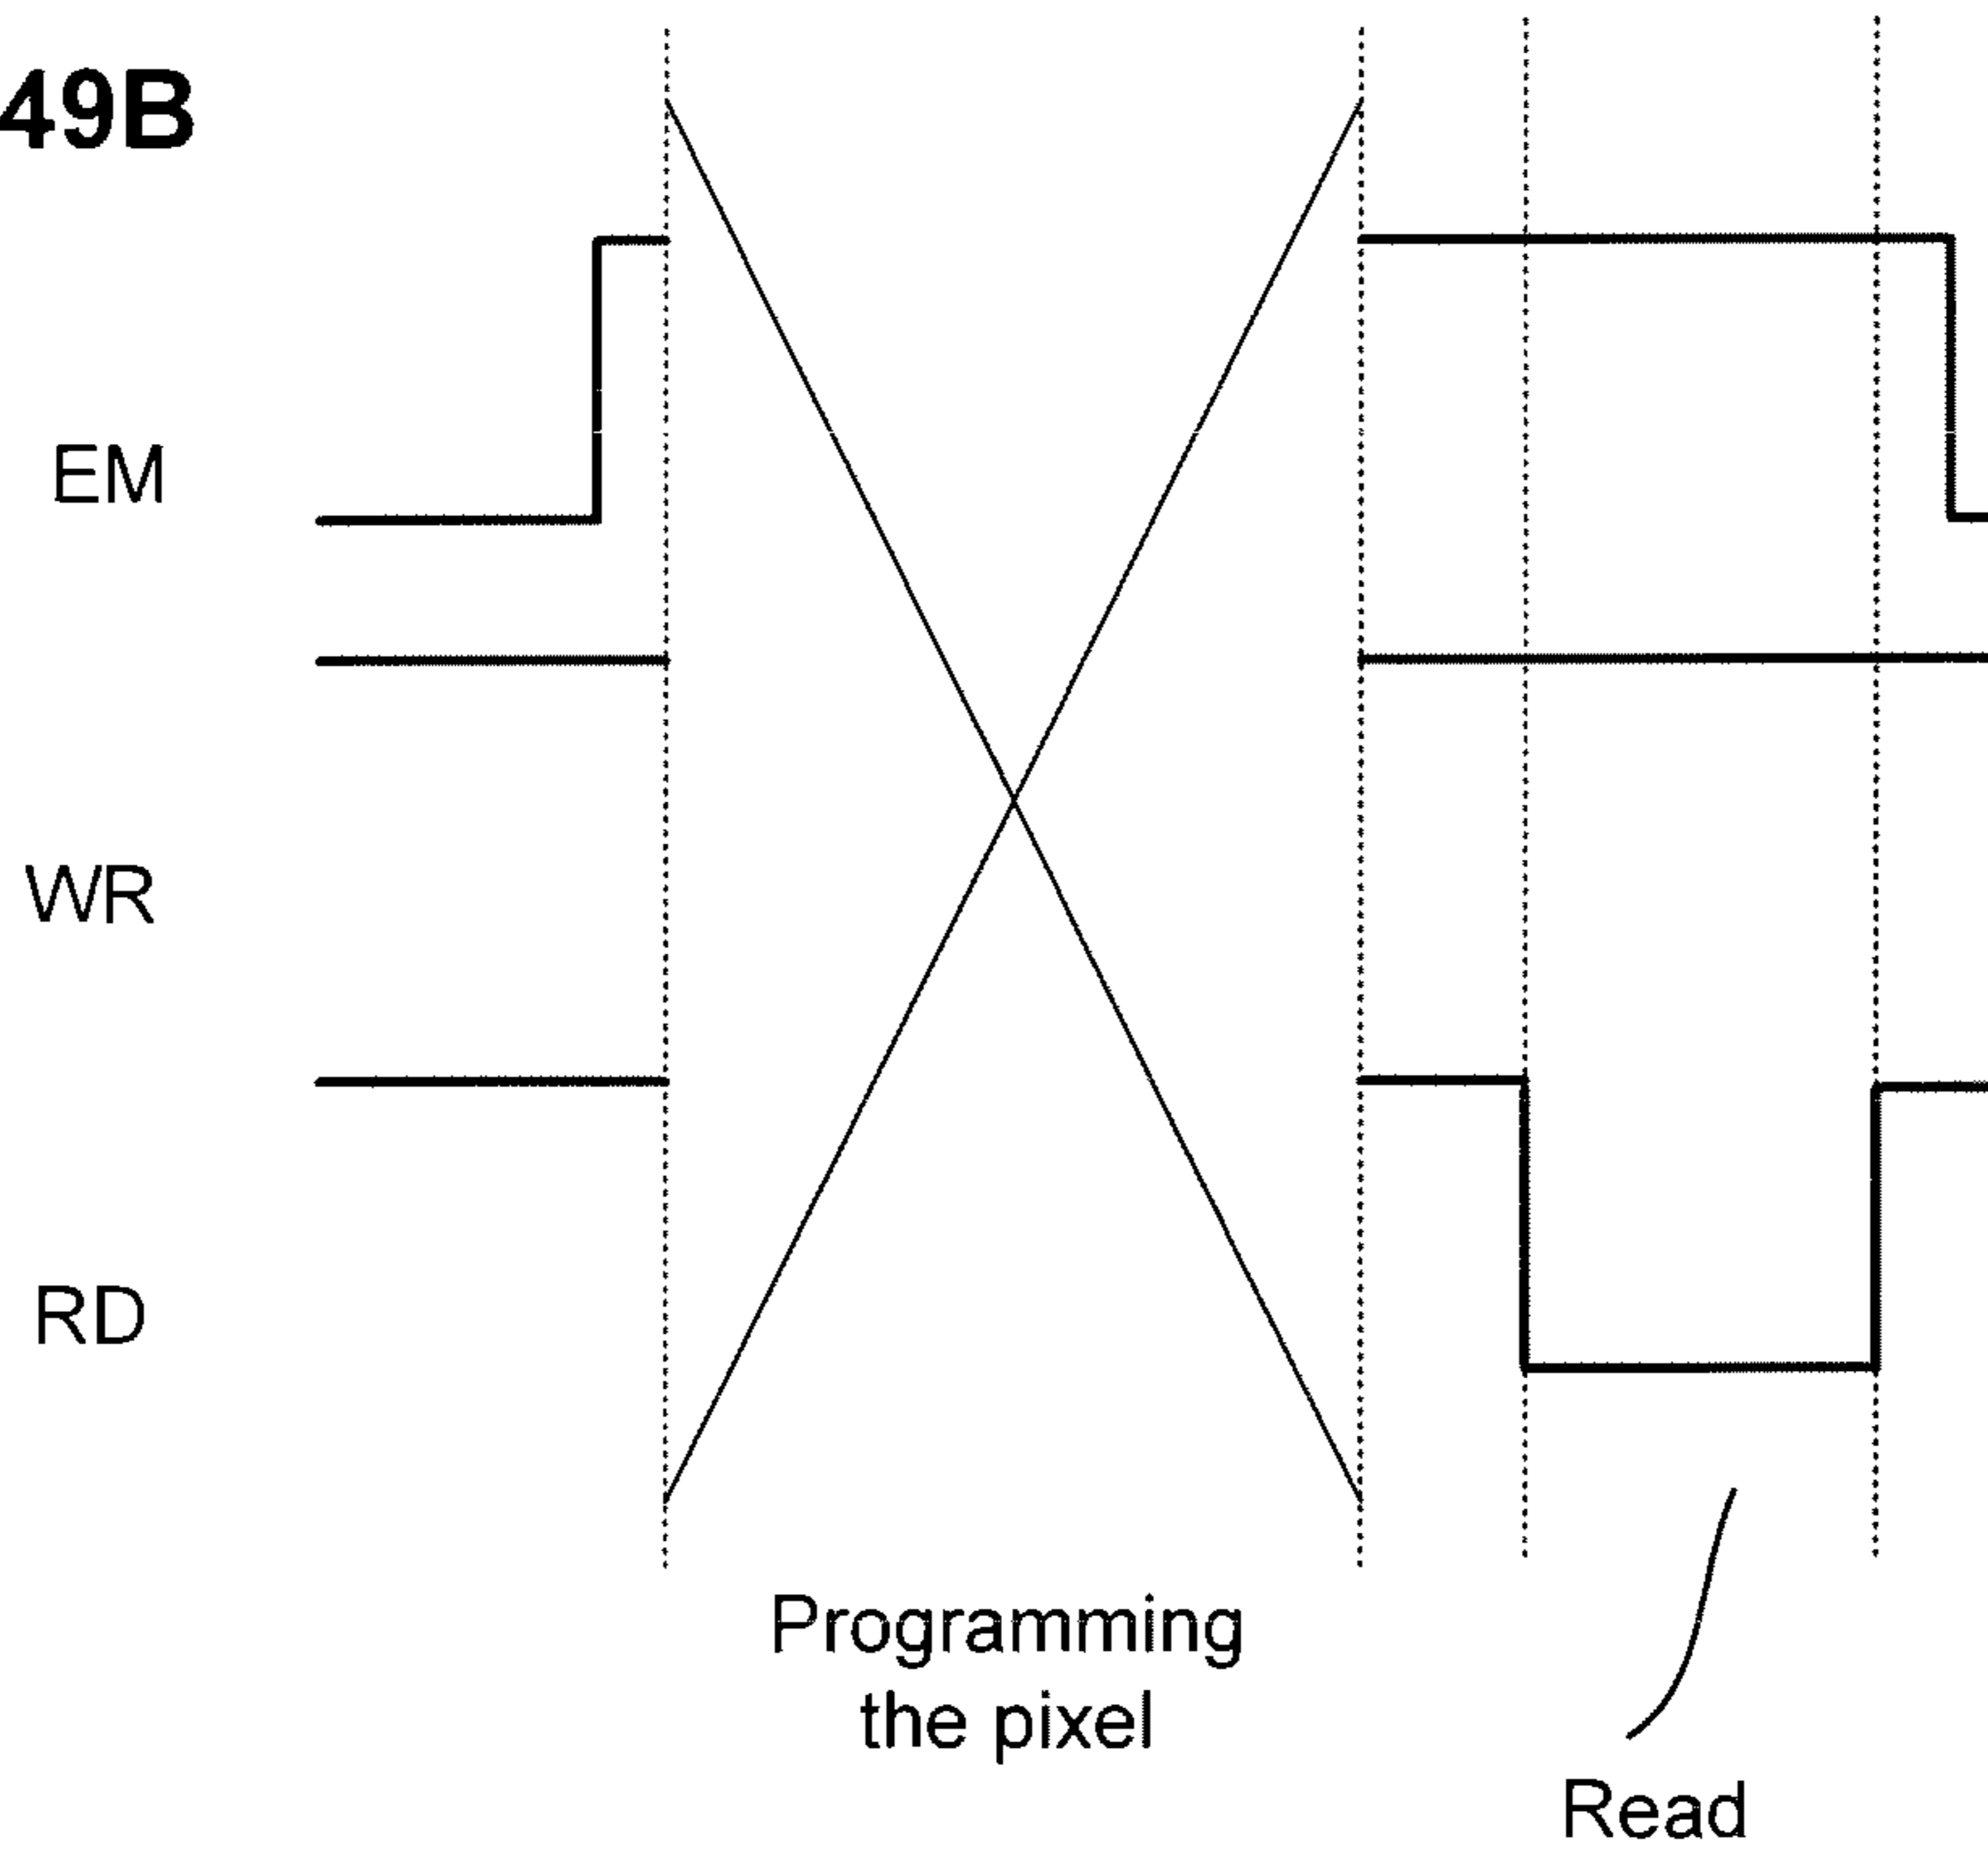 49B
EM
WR
RD
Programming
the pixel
Read